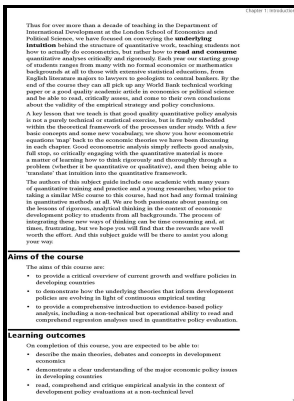 Chapter 1: Introduction
Thus for over more than a decade of teaching in the Department of
International Development at the London School of Economics and
Political Science, we have focused on conveying the underlying
intuition behind the structure of quantitative work, teaching students not
how to actually do econometrics, but rather how to read and consume
quantitative analyses critically and rigorously. Each year our starting group
of students ranges from many with no formal economics or mathematics
backgrounds at all to those with extensive statistical educations, from
English literature majors to lawyers to geologists to central bankers. By the
end of the course they can all pick up any World Bank technical working
paper or a good quality academic article in economics or political science
and be able to read, critically assess, and come to their own conclusions
about the validity of the empirical strategy and policy conclusions.
A key lesson that we teach is that good quality quantitative policy analysis
is not a purely technical or statistical exercise, but is firmly embedded
within the theoretical framework of the processes under study. With a few
basic concepts and some new vocabulary, we show you how econometric
equations 'map' back to the economic theories we have been discussing
in each chapter. Good econometric analysis simply reflects good analysis,
full stop, so critically engaging with the quantitative material is more
a matter of learning how to think rigorously and thoroughly through a
problem (whether it be quantitative or qualitative), and then being able to
'translate' that intuition into the quantitative framework.
The authors of this subject guide include one academic with many years
of quantitative training and practice and a young researcher, who prior to
taking a similar MSc course to this course, had not had any formal training
in quantitative methods at all. We are both passionate about passing on
the lessons of rigorous, analytical thinking in the context of economic
development policy to students from all backgrounds. The process of
integrating these new ways of thinking can be time consuming and, at
times, frustrating, but we hope you will find that the rewards are well
worth the effort. And this subject guide will be there to assist you along
your way.
Aims of the course
The aims of this course are:
• to provide a critical overview of current growth and welfare policies in
developing countries
• to demonstrate how the underlying theories that inform development
policies are evolving in light of continuous empirical testing
• to provide a comprehensive introduction to evidence-based policy
analysis, including a non-technical but operational ability to read and
comprehend regression analyses used in quantitative policy evaluation.
Learning outcomes
On completion of this course, you are expected to be able to:
• describe the main theories, debates and concepts in development
economics
• demonstrate a clear understanding of the major economic policy issues
in developing countries
• read, comprehend and critique empirical analysis in the context of
development policy evaluations at a non-technical level